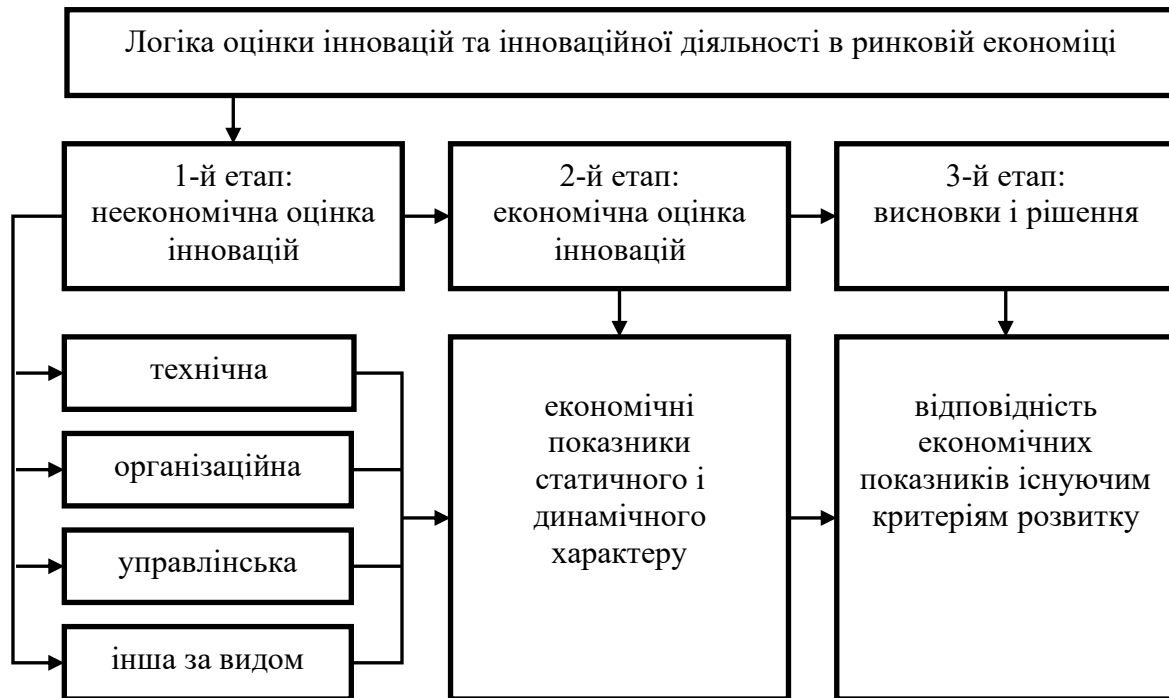 Логіка оцінки інновацій та інноваційної діяльності в ринковій економіці
1-й етап:
неекономічна оцінка
інновацій
2-й етап:
економічна оцінка
інновацій
3-й етап:
висновки і рішення
технічна
організаційна
управлінська
інша за видом
економічні
показники
статичного і
динамічного
характеру
відповідність
економічних
показників існуючим
критеріям розвитку